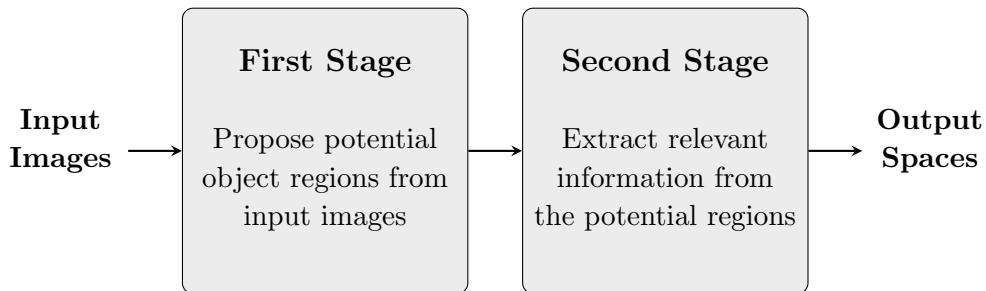 Input
Images
First Stage
Propose potential
object regions from
input images
Second Stage
Extract relevant
information from
the potential regions
Output
Spaces